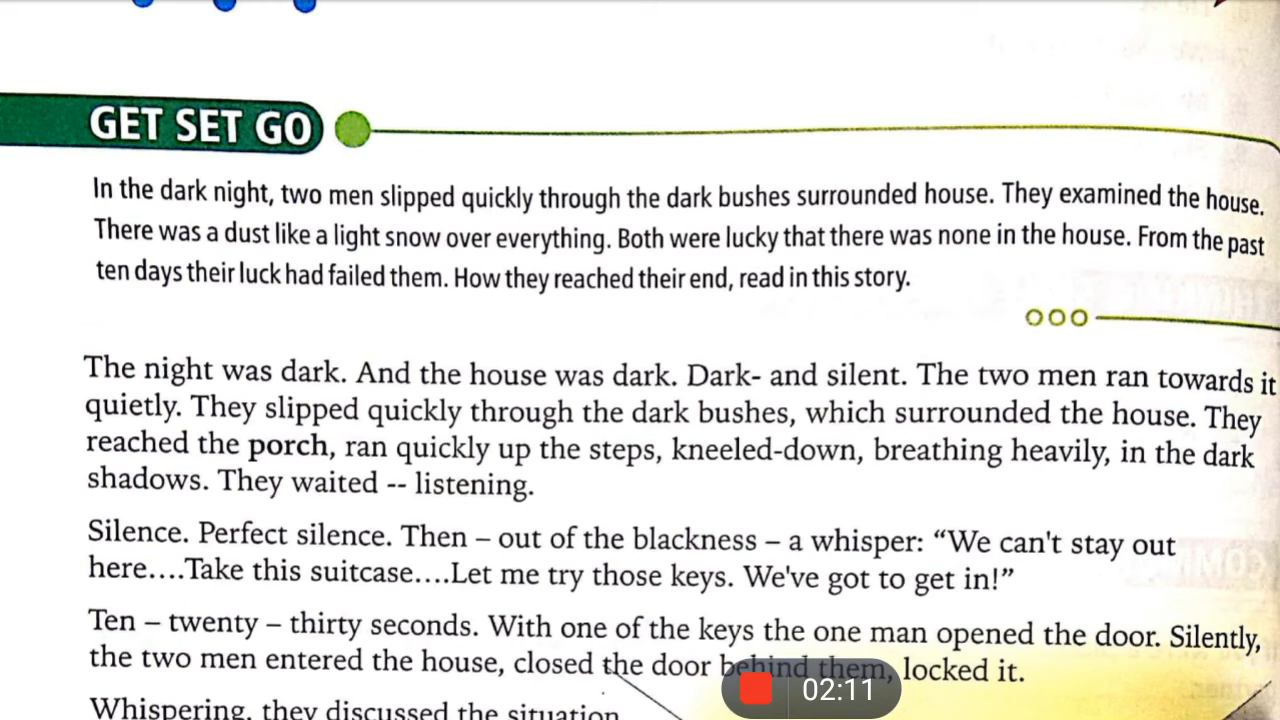 GET SET GO
In the dark night, two men slipped quickly through the dark bushes surrounded house. They examined the house.
There was a dust like a light snow over everything. Both were lucky that there was none in the house. From the past
ten days their luck had failed them. How they reached their end, read in this story.
The night was dark. And the house was dark. Dark- and silent. The two men ran towards it
quietly. They slipped quickly through the dark bushes, which surrounded the house. They
reached the porch, ran quickly up the steps, kneeled-down, breathing heavily, in the dark
shadows. They waited -- listening.
Silence. Perfect silence. Then – out of the blackness – a whisper: “We can't stay out
here....Take this suitcase....Let me try those keys. We've got to get in!”
Ten – twenty – thirty seconds. With one of the keys the one man opened the door. Silently,
the two men entered the house, closed the door behind them, locked it.
02:11
Whispering, they discussed the situation